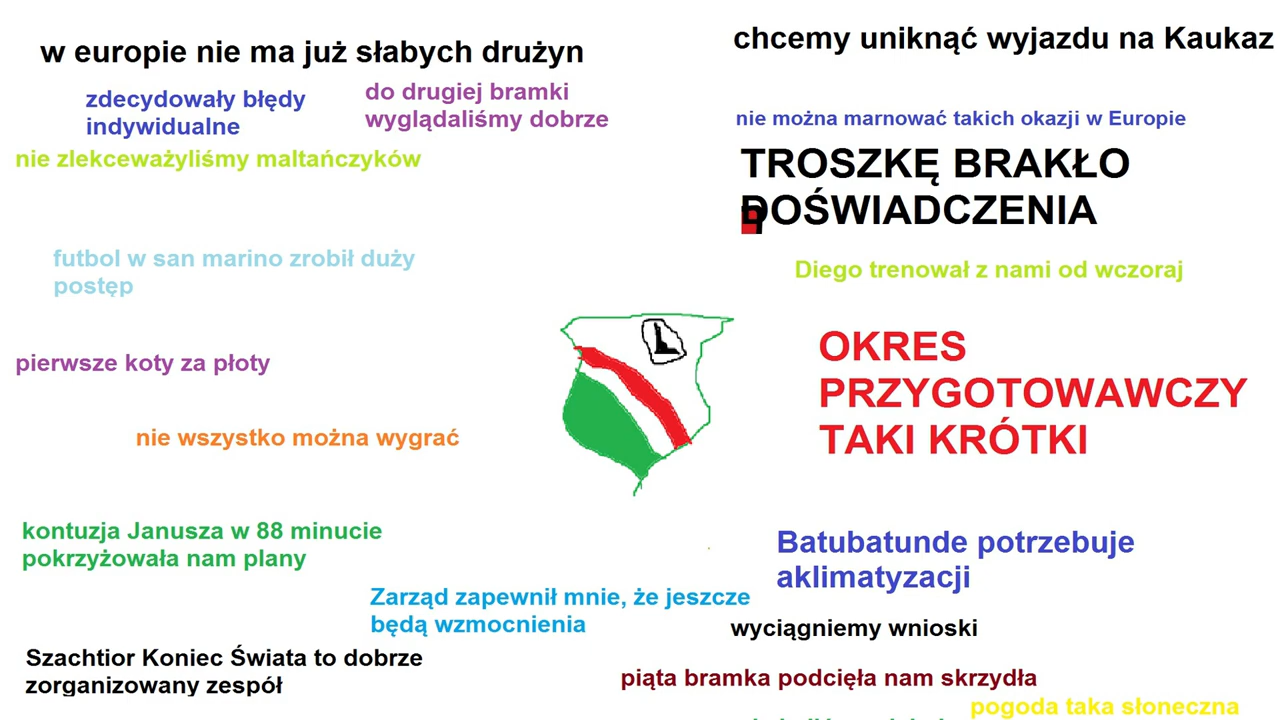 w europie nie ma już słabych drużyn
chcemy uniknąć wyjazdu na Kaukaz
zdecydowały błędy
indywidualne
do drugiej bramki
wyglądaliśmy dobrze
nie można marnować takich okazji w Europie
nie zlekceważyliśmy maltańczyków
TROSZKĘ BRAKŁO
DOŚWIADCZENIA
futbol w san marino zrobił duży
postęp
Diego trenował z nami od wczoraj
L
OKRES
PRZYGOTOWAWCZY
TAKI KRÓTKI
pierwsze koty za płoty
nie wszystko można wygrać
kontuzja Janusza w 88 minucie
pokrzyżowała nam plany
Batubatunde potrzebuje
aklimatyzacji
Zarząd zapewnił mnie, że jeszcze
będą wzmocnienia
wyciągniemy wnioski
Szachtior Koniec Świata to dobrze
zorganizowany zespół
piąta bramka podcięła nam skrzydła
pogoda taka słoneczna